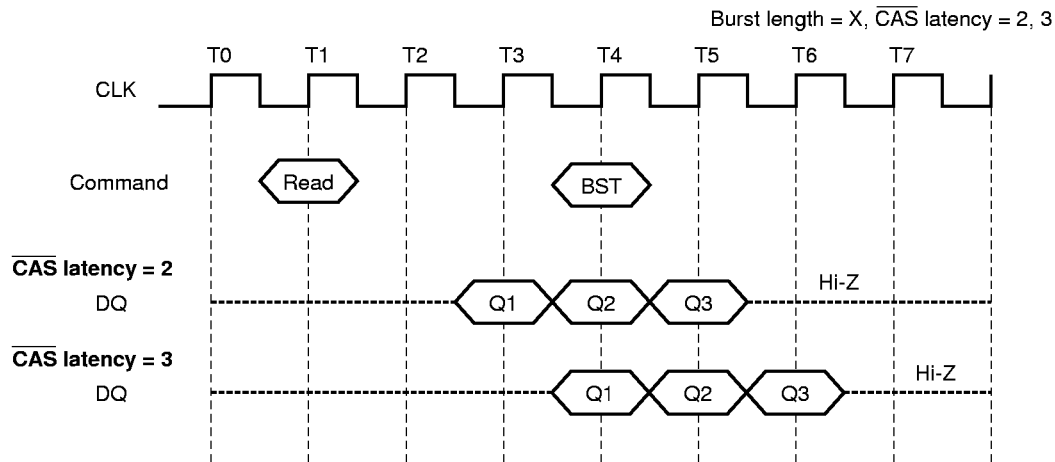 Burst length = X, CAS latency = 2, 3
T0 T1 T2 T3 T4 T5 T6 T7
CLK
Command Read BST
CAS latency = 2
DQ Q1 Q2 Q3 Hi-Z
CAS latency = 3
DQ Q1 Q2 Q3 Hi-Z